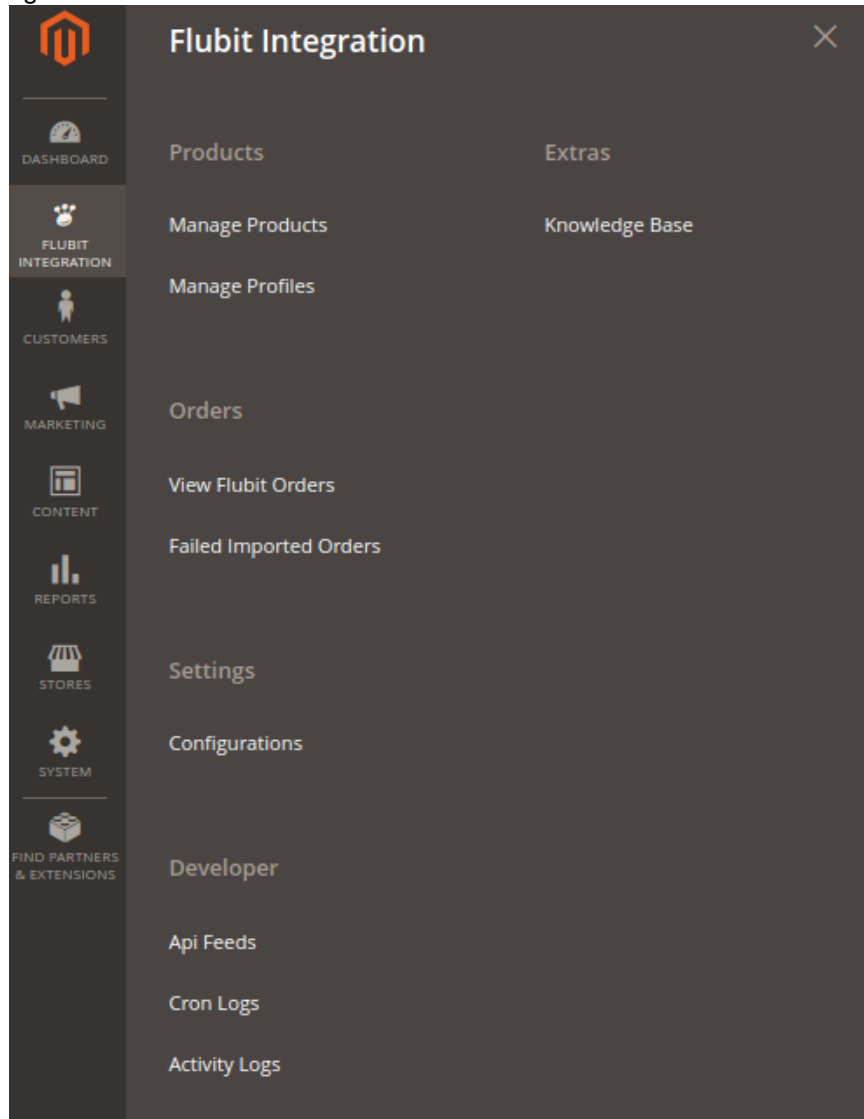 Flubit Integration
DASHBOARD
FLUBIT
INTEGRATION
CUSTOMERS
MARKETING
CONTENT
REPORTS
STORES
SYSTEM
FIND PARTNERS
& EXTENSIONS
Products
Manage Products
Manage Profiles
Orders
View Flubit Orders
Failed Imported Orders
Settings
Configurations
Developer
Api Feeds
Cron Logs
Activity Logs
Extras
Knowledge Base